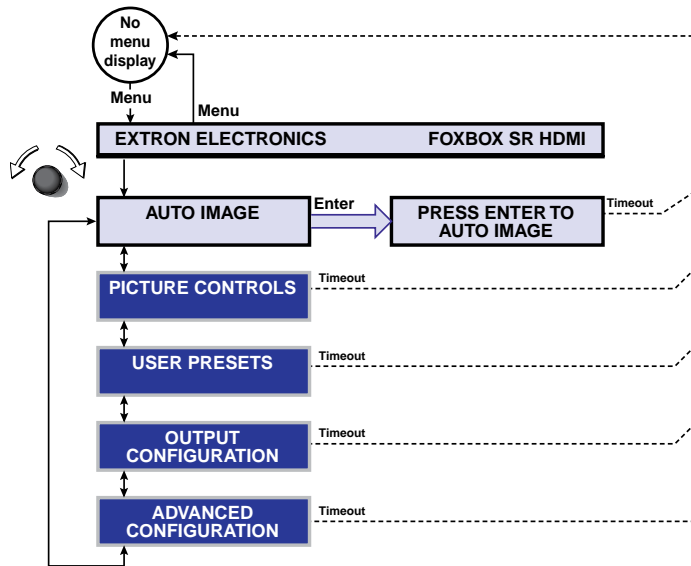 No
menu
display
Menu
Menu
EXTRON ELECTRONICS FOXBOX SR HDMI
AUTO IMAGE
Enter
PRESS ENTER TO
AUTO IMAGE
Timeout
PICTURE CONTROLS
Timeout
USER PRESETS
Timeout
OUTPUT
CONFIGURATION
Timeout
ADVANCED
CONFIGURATION
Timeout